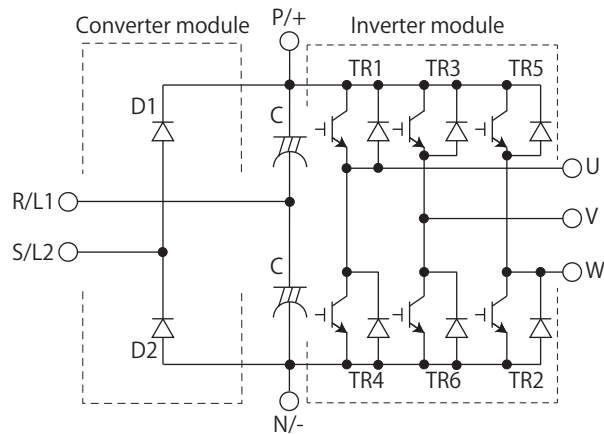 P/+
Converter module
Inverter module
TR1
TR3
TR5
D1
C
U
R/L1
V
S/L2
C
W
D2
TR4
TR6
TR2
N/-